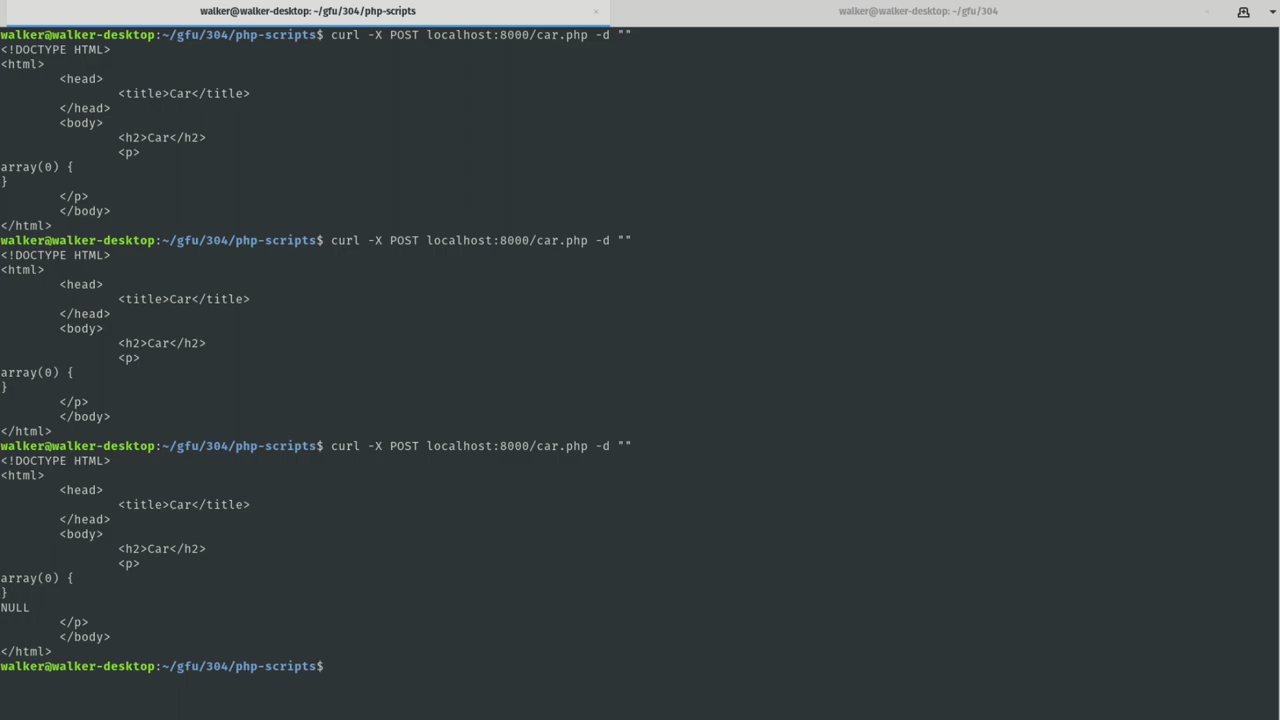 walker@walker-desktop: ~/gfu/304/php-scripts
walker@walker-desktop: ~/gfu/304
walker@walker-desktop:~/gfu/304/php-scripts$ curl -X POST localhost:8000/car.php -d ""
<!DOCTYPE HTML>
<html>
        <head>
                <title>Car</title>
        </head>
        <body>
                <h2>Car</h2>
                <p>
array(0) {
}
        </p>
        </body>
</html>
walker@walker-desktop:~/gfu/304/php-scripts$ curl -X POST localhost:8000/car.php -d ""
<!DOCTYPE HTML>
<html>
        <head>
                <title>Car</title>
        </head>
        <body>
                <h2>Car</h2>
                <p>
array(0) {
}
        </p>
        </body>
</html>
walker@walker-desktop:~/gfu/304/php-scripts$ curl -X POST localhost:8000/car.php -d ""
<!DOCTYPE HTML>
<html>
        <head>
                <title>Car</title>
        </head>
        <body>
                <h2>Car</h2>
                <p>
array(0) {
}
NULL
        </p>
        </body>
</html>
walker@walker-desktop:~/gfu/304/php-scripts$